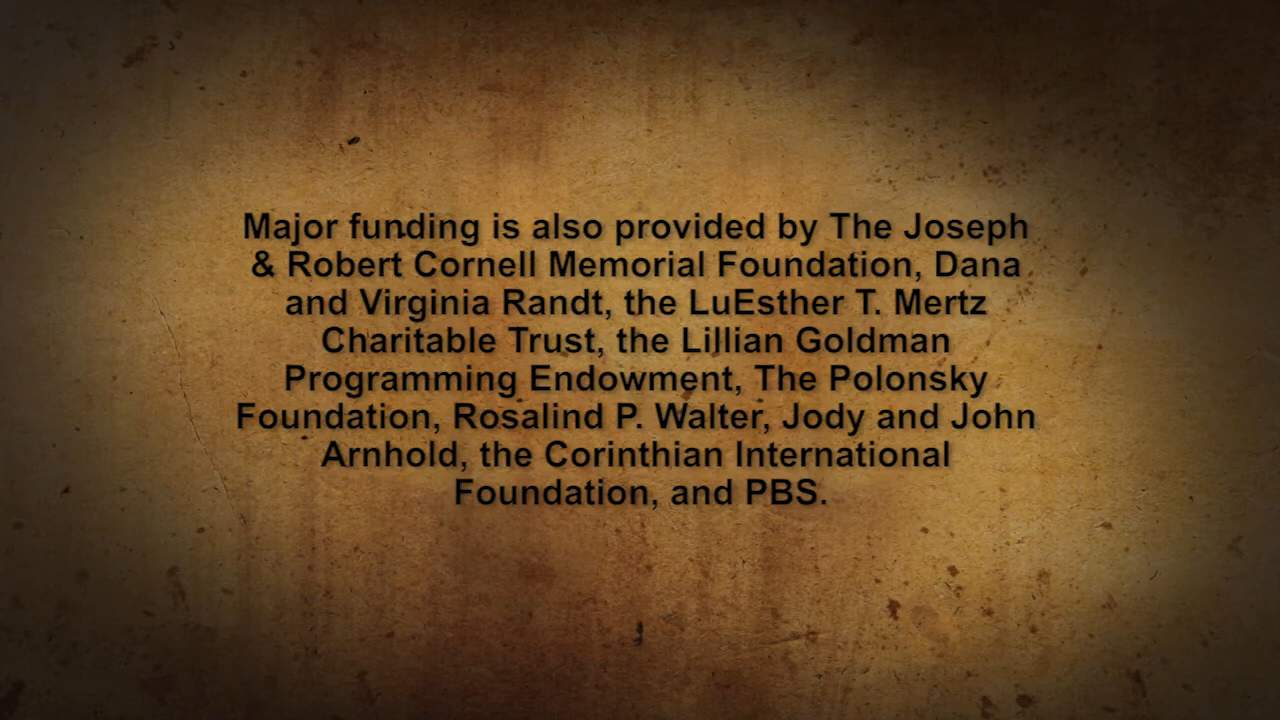 Major funding is also provided by The Joseph
& Robert Cornell Memorial Foundation, Dana
and Virginia Randt, the LuEsther T. Mertz
Charitable Trust, the Lillian Goldman
Programming Endowment, The Polonsky
Foundation, Rosalind P. Walter, Jody and John
Arnhold, the Corinthian International
Foundation, and PBS.